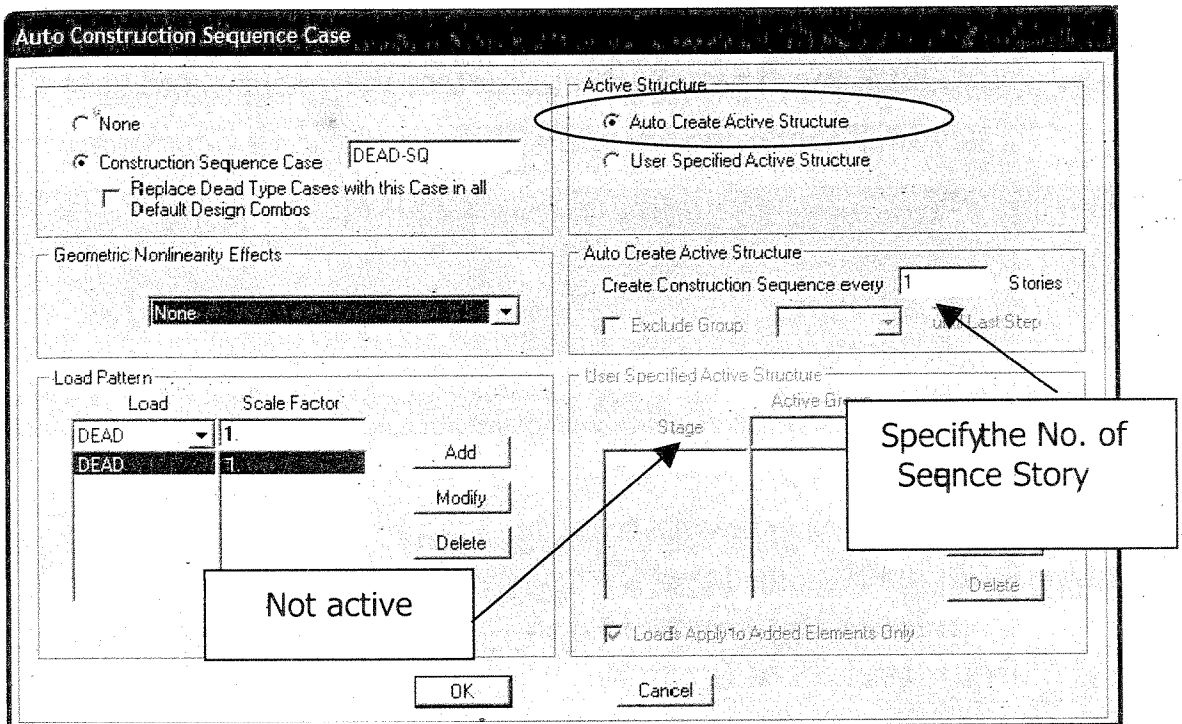 Auto Construction Sequence Case
None
Construction Sequence Case
DEAD-SQ
Replace Dead Type Cases with this Case in all
Default Design Combos
Active Structure
Auto Create Active Structure
User Specified Active Structure
Geometric Nonlinearity Effects
None
Auto Create Active Structure
Create Construction Sequence every 1 Stories
Exclude Group Last Step
Load Pattern
Load Scale Factor
DEAD 1.
DEAD 1.
Add
Modify
Delete
User Specified Active Structure
Active
Stage
Specifythe No. of
Seqnce Story
Not active
Delete
Loads Apply to Added Elements Only
OK
Cancel